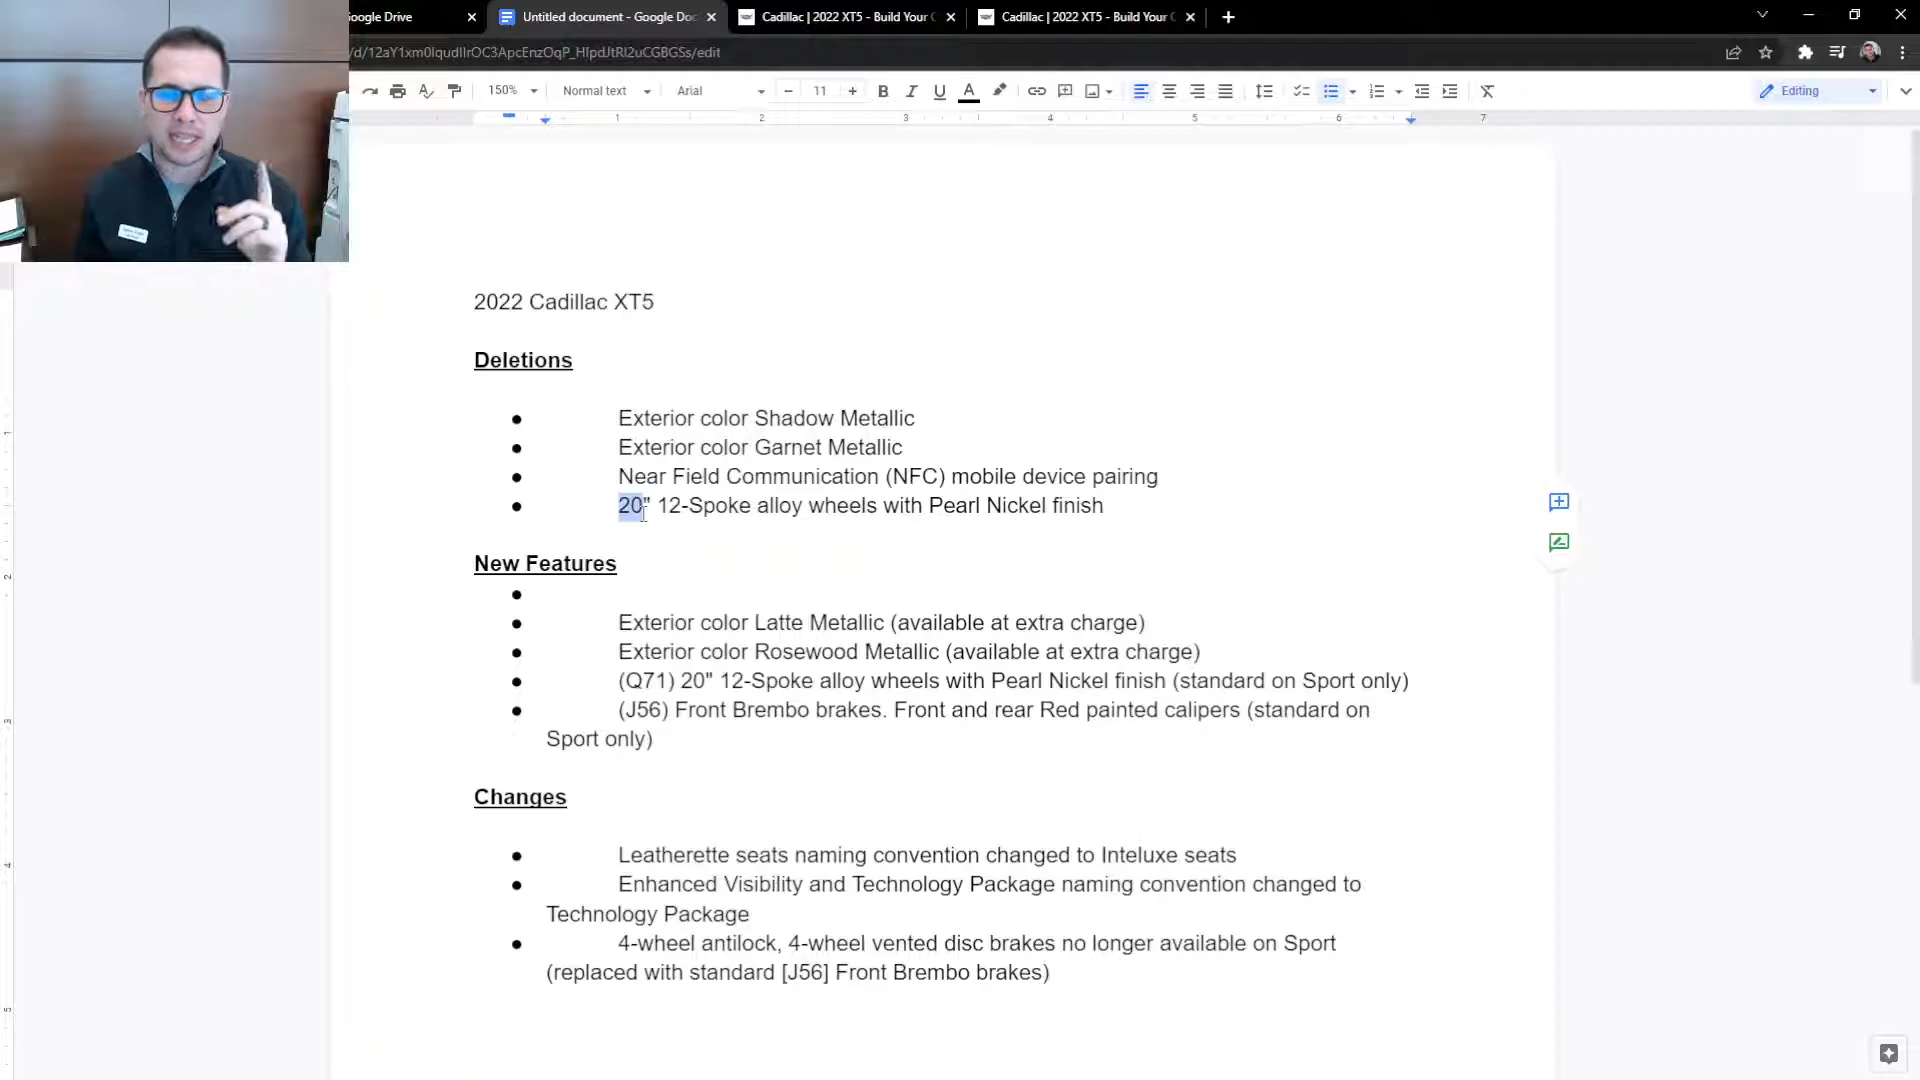 Google Drive
Untitled document - Google Doc
Cadillac | 2022 XT5 - Build Your
Cadillac | 2022 XT5 - Build Your
150%
Normal text
Arial
11
Editing
1 2 3 4 5 6 7
2022 Cadillac XT5
Deletions
Exterior color Shadow Metallic
Exterior color Garnet Metallic
Near Field Communication (NFC) mobile device pairing
20" 12-Spoke alloy wheels with Pearl Nickel finish
New Features
Exterior color Latte Metallic (available at extra charge)
Exterior color Rosewood Metallic (available at extra charge)
(Q71) 20" 12-Spoke alloy wheels with Pearl Nickel finish (standard on Sport only)
(J56) Front Brembo brakes. Front and rear Red painted calipers (standard on
Sport only)
Changes
Leatherette seats naming convention changed to Inteluxe seats
Enhanced Visibility and Technology Package naming convention changed to
Technology Package
4-wheel antilock, 4-wheel vented disc brakes no longer available on Sport
(replaced with standard [J56] Front Brembo brakes)